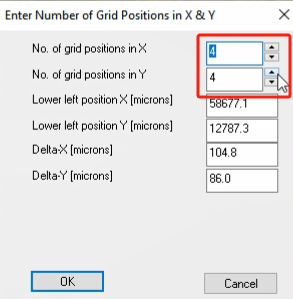 Enter Number of Grid Positions in X & Y
No. of grid positions in X 4
No. of grid positions in Y 4
Lower left position X [microns] 58677.1
Lower left position Y [microns] 12787.3
Delta-X [microns] 104.8
Delta-Y [microns] 86.0
OK Cancel